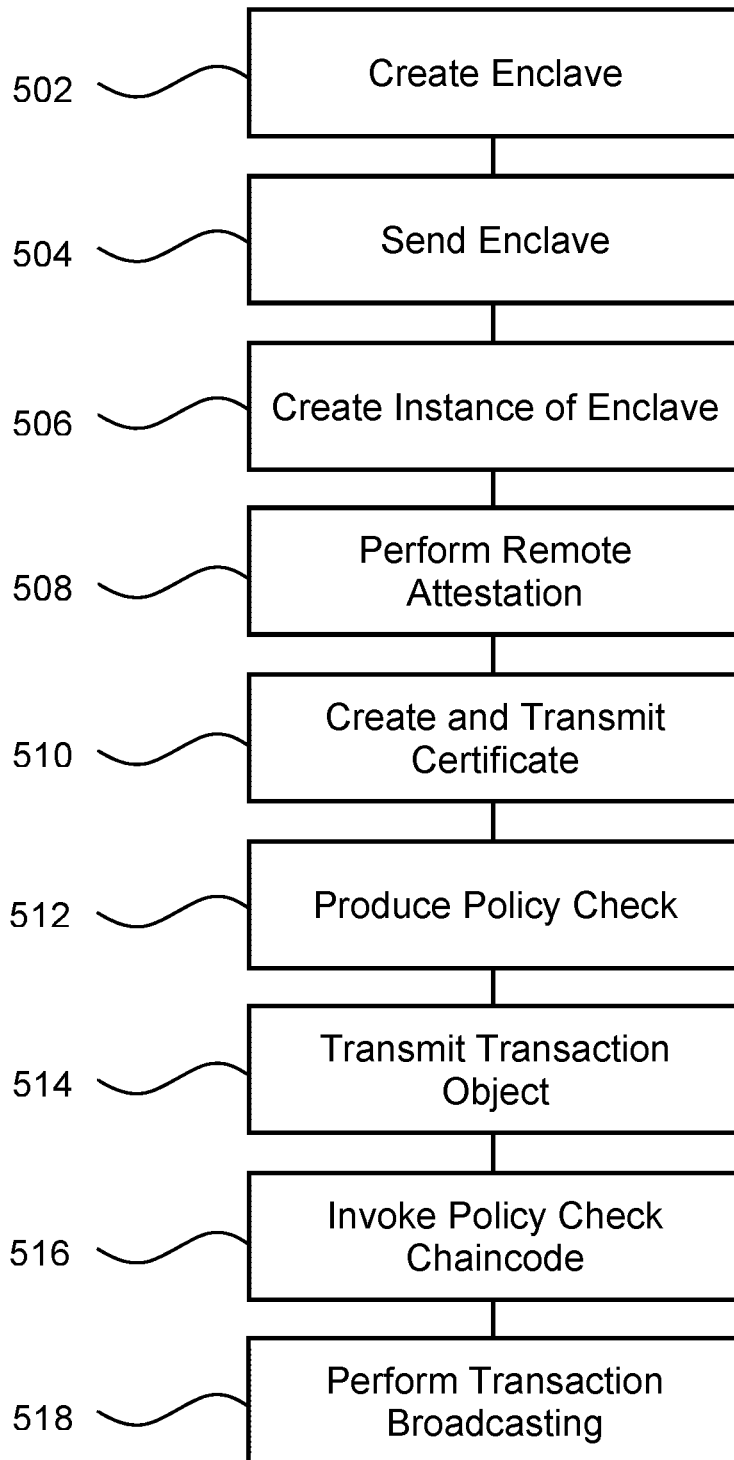 502 Create Enclave
504 Send Enclave
506 Create Instance of Enclave
508 Perform Remote
Attestation
510 Create and Transmit
Certificate
512 Produce Policy Check
514 Transmit Transaction
Object
516 Invoke Policy Check
Chaincode
518 Perform Transaction
Broadcasting